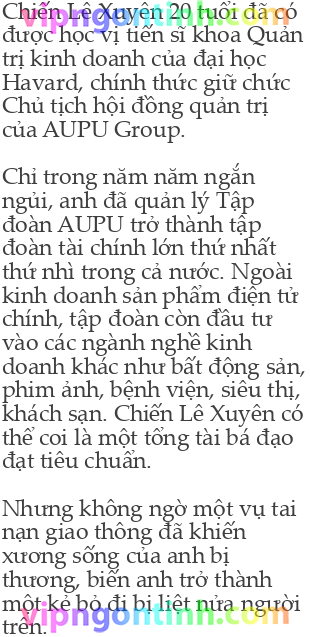 Chiến Lê Xuyên 20 tuổi đã có
được học vị tiến sĩ khoa Quản
trị kinh doanh của đại học
Havard, chính thức giữ chức
Chủ tịch hội đồng quản trị
của AUPU Group.
Chỉ trong năm năm ngắn
ngủi, anh đã quản lý Tập
đoàn AUPU trở thành tập
đoàn tài chính lớn thứ nhất
thứ nhì trong cả nước. Ngoài
kinh doanh sản phẩm điện tử
chính, tập đoàn còn đầu tư
vào các ngành nghề kinh
doanh khác như bất động sản,
phim ảnh, bệnh viện, siêu thị,
khách sạn. Chiến Lê Xuyên có
thể coi là một tổng tài bá đạo
đạt tiêu chuẩn.
Nhưng không ngờ một vụ tai
nạn giao thông đã khiến
xương sống của anh bị
thương, biến anh trở thành
một kẻ bỏ đi bị liệt nửa người
trên.
vipngontinh.com
vipngontinh.com
vipngontinh.com